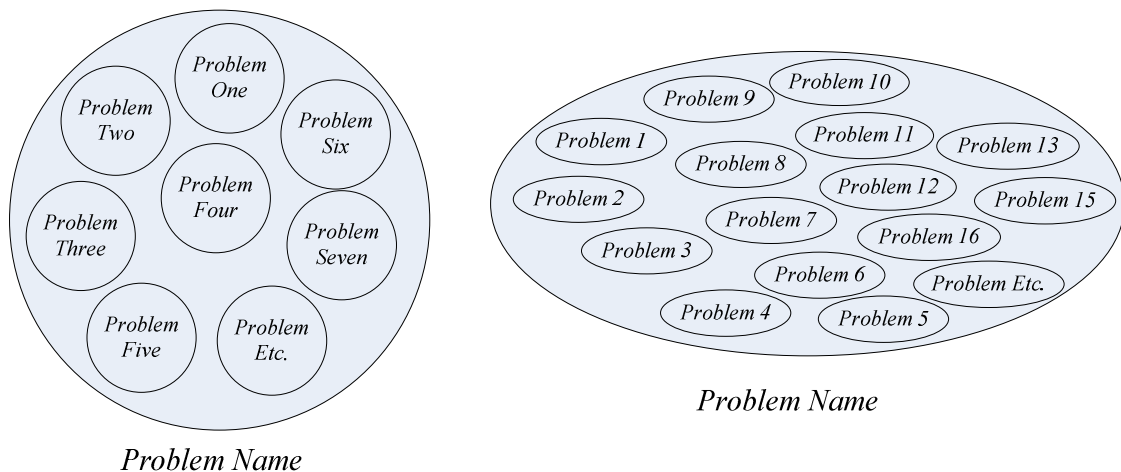 Problem
One
Problem
Two
Problem
Six
Problem
Four
Problem
Three
Problem
Seven
Problem
Five
Problem
Etc.
Problem Name
Problem 10
Problem 9
Problem 11
Problem 1
Problem 13
Problem 8
Problem 12
Problem 2
Problem 15
Problem 7
Problem 16
Problem 3
Problem 6
Problem Etc.
Problem 4
Problem 5
Problem Name